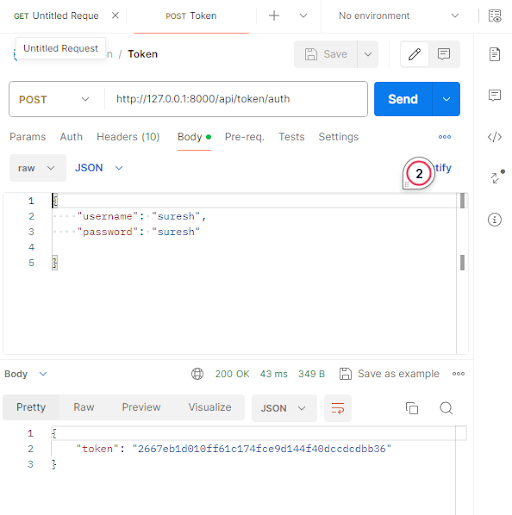 GET Untitled Reque
POST Token
No environment
Untitled Request
n / Token
Save
POST
http://127.0.0.1:8000/api/token/auth
Send
Params Auth Headers (10) Body Pre-req. Tests Settings
raw JSON 2 tify
1 {
2 "username": "suresh",
3 "password": "suresh"
4
5 }
Body 200 OK 43 ms 349 B Save as example
Pretty Raw Preview Visualize JSON
1 {
2 "token": "2667eb1d010ff61c174fce9d144f40dccdcdbb36"
3 }